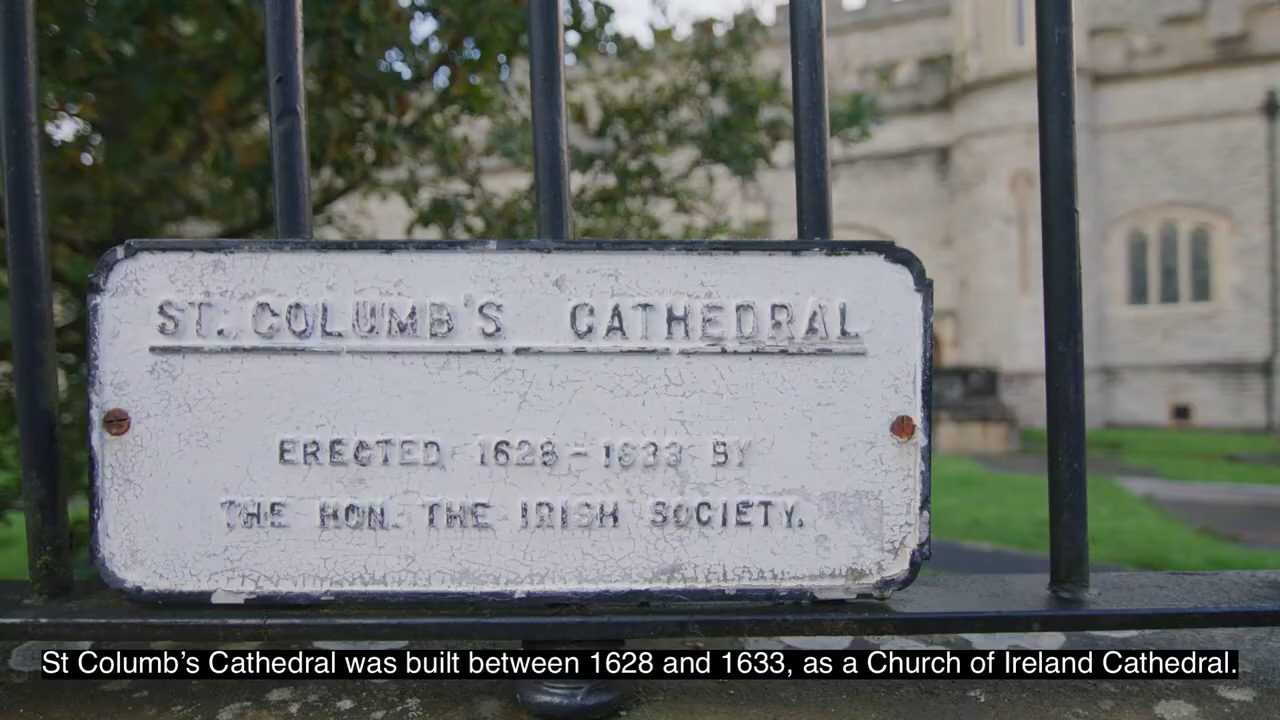 ST. COLUMB'S CATHEDRAL
ERECTED 1628-1633 BY
THE HON. THE IRISH SOCIETY.
St Columb’s Cathedral was built between 1628 and 1633, as a Church of Ireland Cathedral.